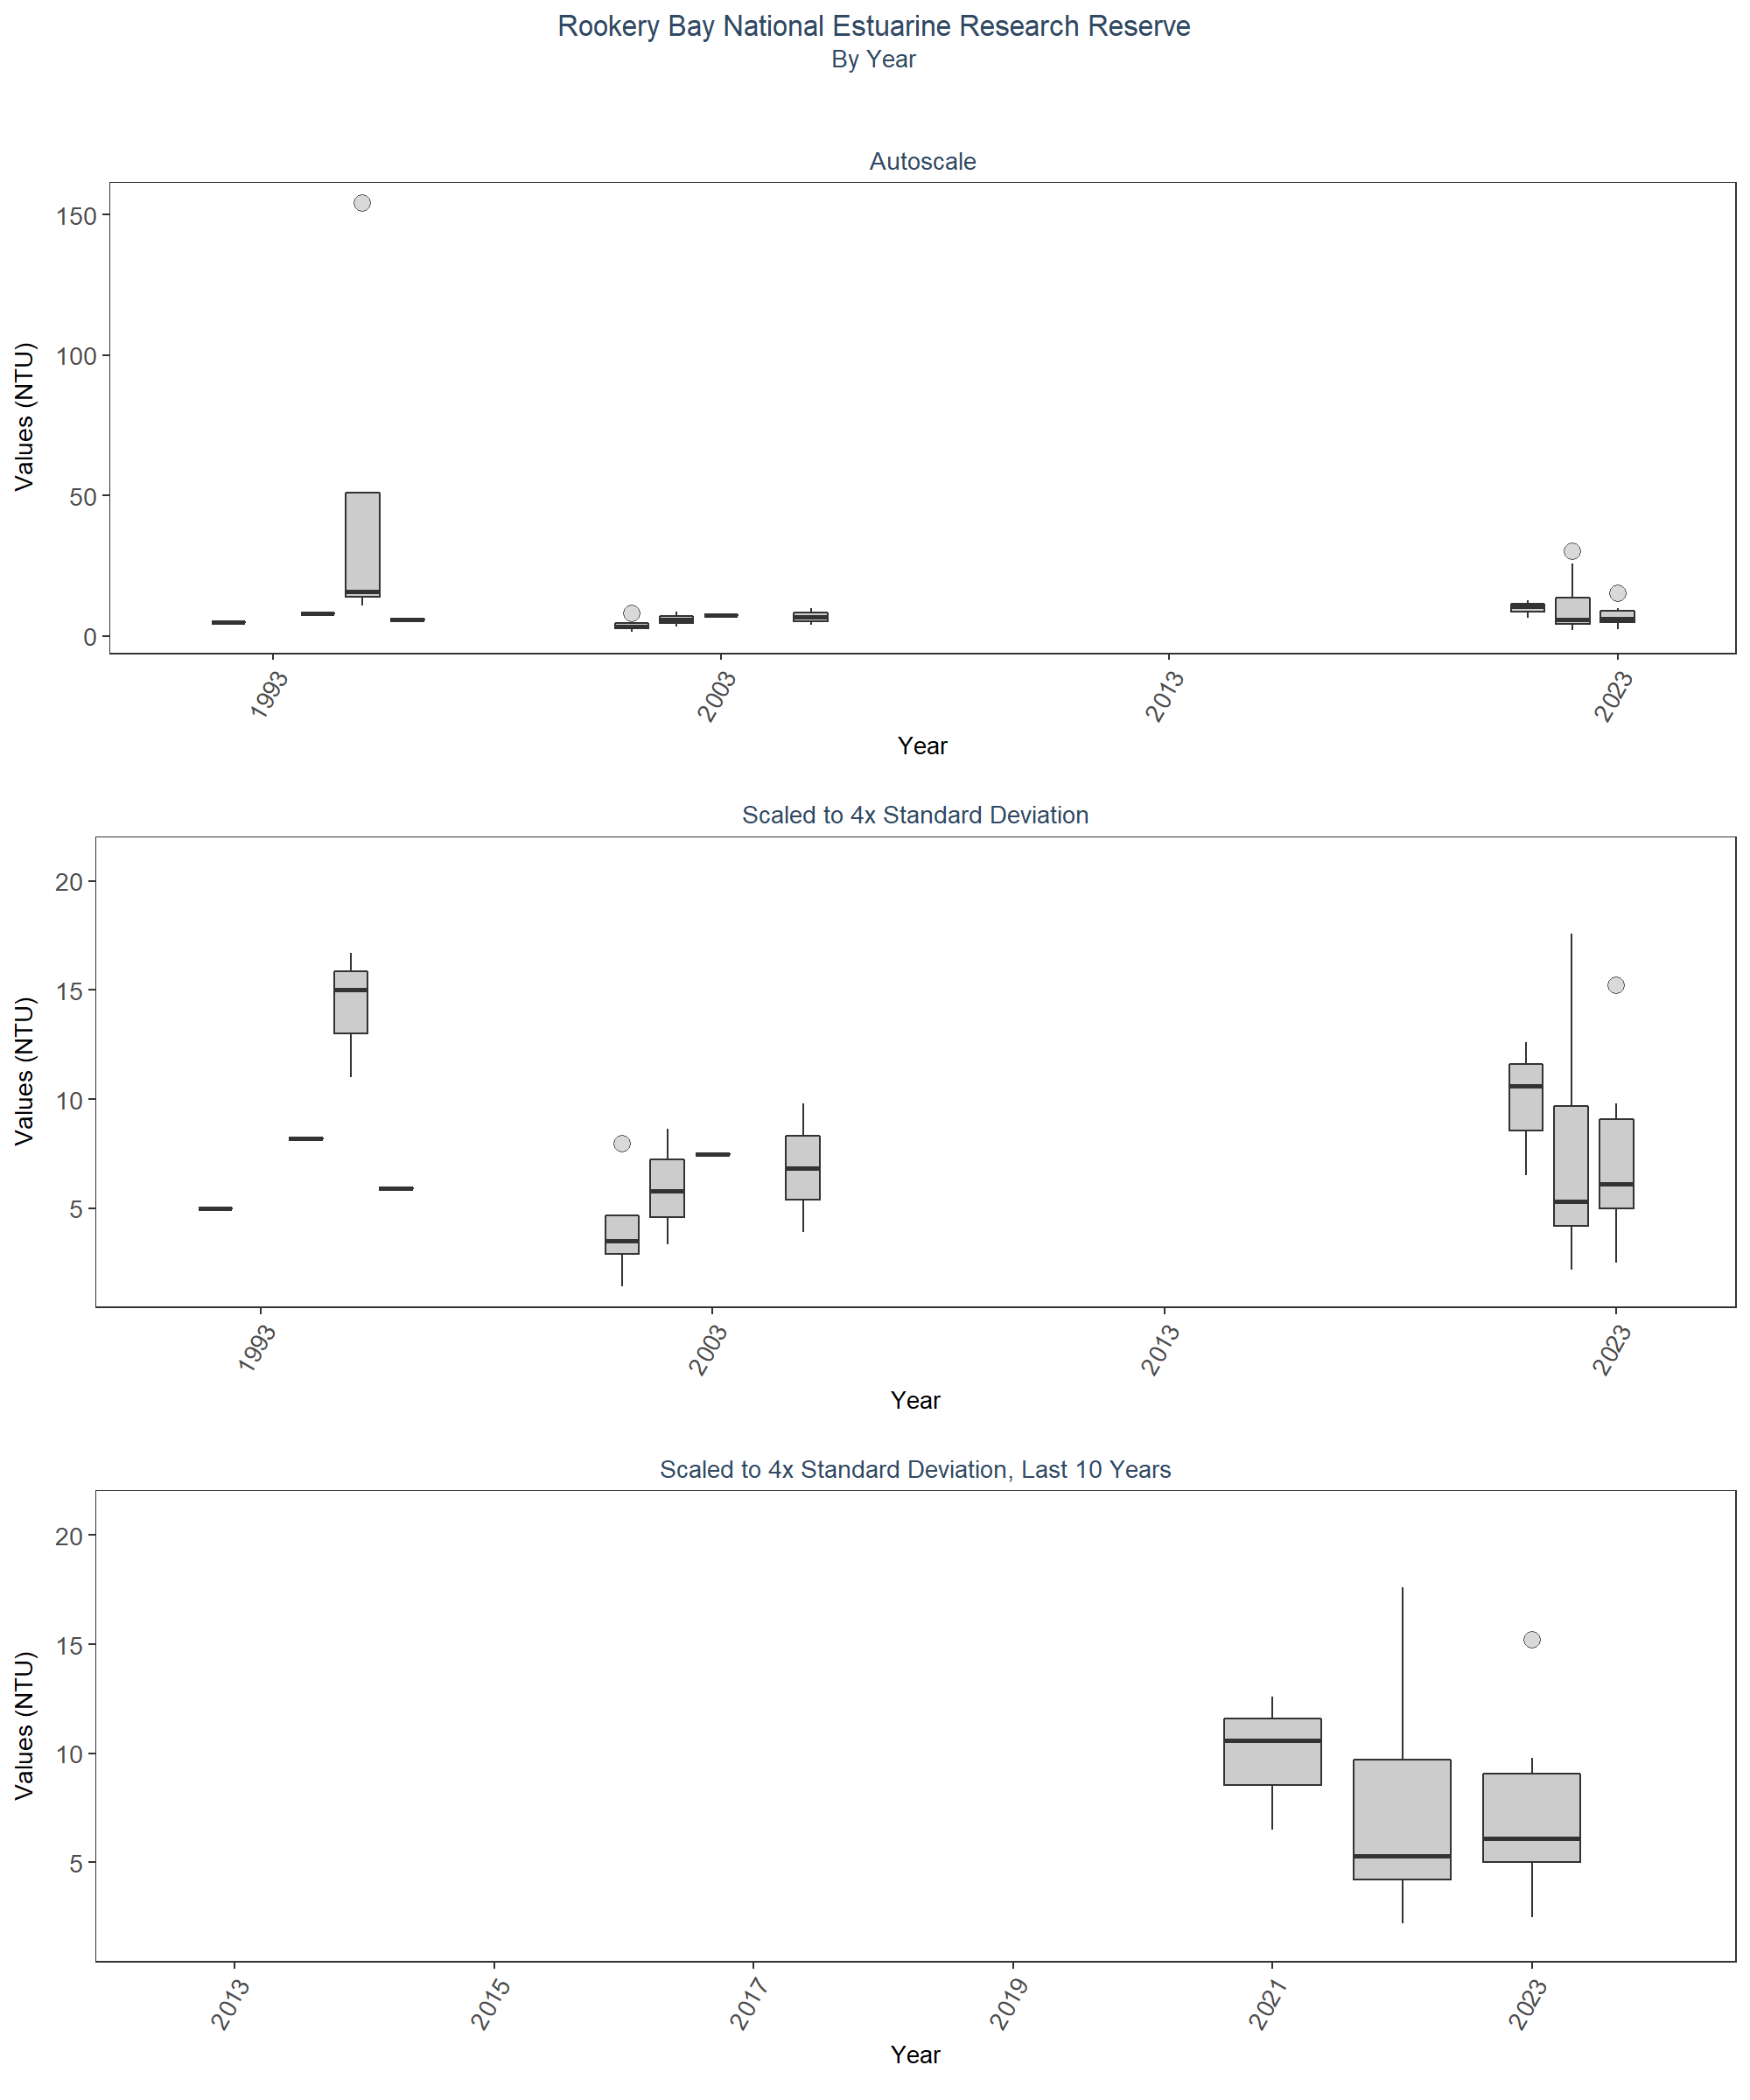 Rookery Bay National Estuarine Research Reserve
By Year
Autoscale
Values (NTU)
150
100
50
0
1993
2003
2013
2023
Year
Scaled to 4x Standard Deviation
Values (NTU)
20
15
10
5
1993
2003
2013
2023
Year
Scaled to 4x Standard Deviation, Last 10 Years
Values (NTU)
20
15
10
5
2013
2015
2017
2019
2021
2023
Year